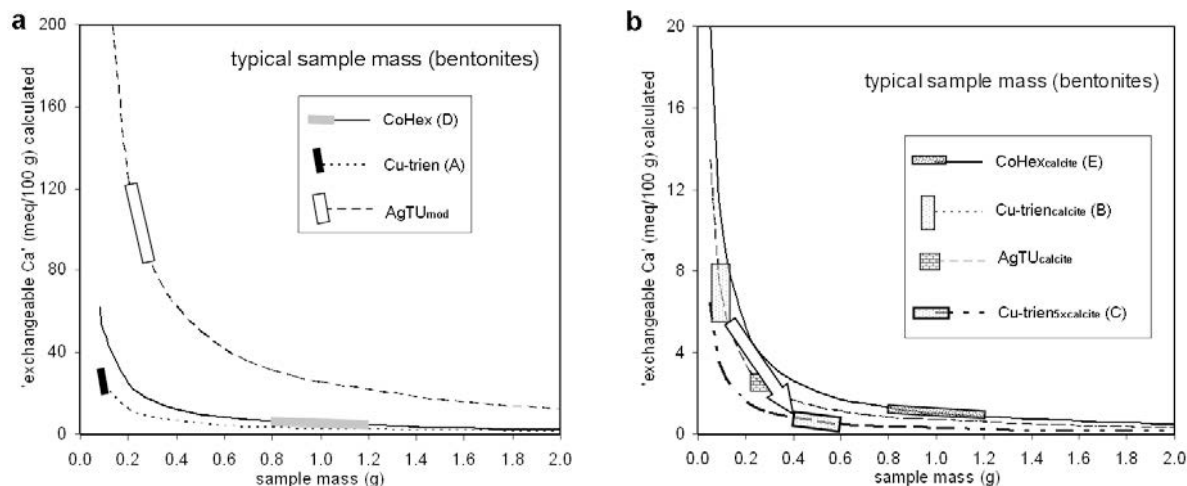 a
200
160
120
80
40
0
'exchangeable Ca' (meq/100 g) calculated
typical sample mass (bentonites)
CoHex (D)
Cu-trien (A)
AgTUmod
0.0 0.2 0.4 0.6 0.8 1.0 1.2 1.4 1.6 1.8 2.0
sample mass (g)
b
20
16
12
8
4
0
'exchangeable Ca' (meq/100 g) calculated
typical sample mass (bentonites)
CoHexcalcite (E)
Cu-triencalcite (B)
AgTUcalcite
Cu-trien5xcalcite (C)
0.0 0.2 0.4 0.6 0.8 1.0 1.2 1.4 1.6 1.8 2.0
sample mass (g)